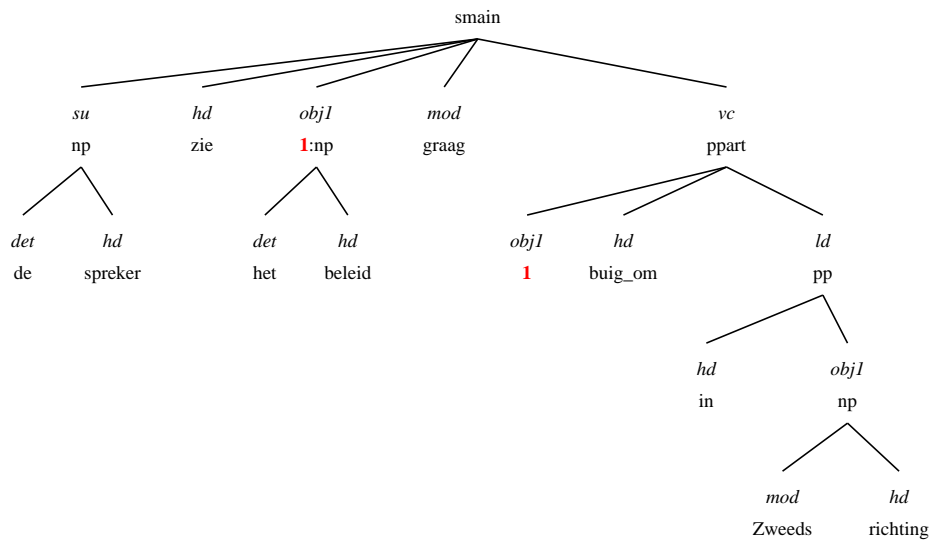 smain
su hd obj1 mod vc
np zie 1:np graag ppart
det hd det hd obj1 hd ld
de spreker het beleid 1 buig_om pp
hd obj1
in np
mod hd
Zweeds richting